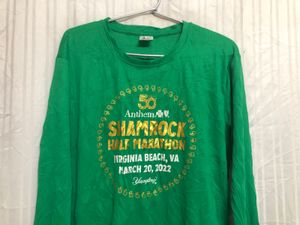 50
Anthem
SHAMROCK
HALF MARATHON
VIRGINIA BEACH, VA
MARCH 20, 2022
Yuengling